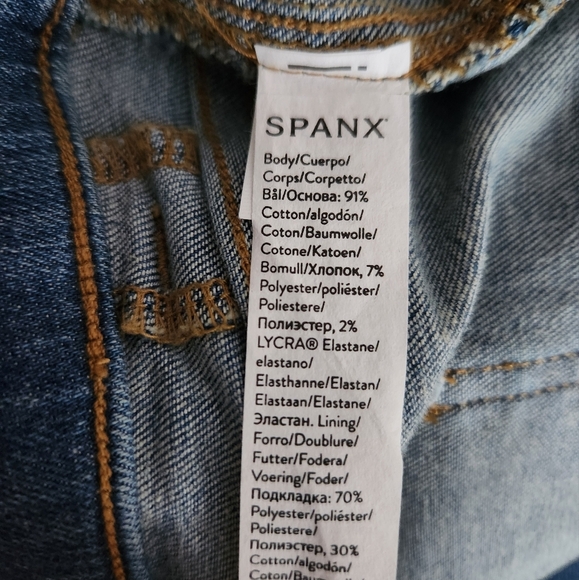 SPANX
Body/Cuerpo/
Corps/Corpetto/
Bål/Основа: 91%
Cotton/algodón/
Coton/Baumwolle/
Cotone/Katoen/
Bomull/Хлопок, 7%
Polyester/poliéster/
Poliestere/
Полиэстер, 2%
LYCRA® Elastane/
elastano/
Elasthanne/Elastan/
Elastaan/Elastane/
Эластан. Lining/
Forro/Doublure/
Futter/Fodera/
Voering/Foder/
Подкладка: 70%
Polyester/poliéster/
Poliestere/
Полиэстер, 30%
Cotton/algodón/
Coton/Baumwolle/